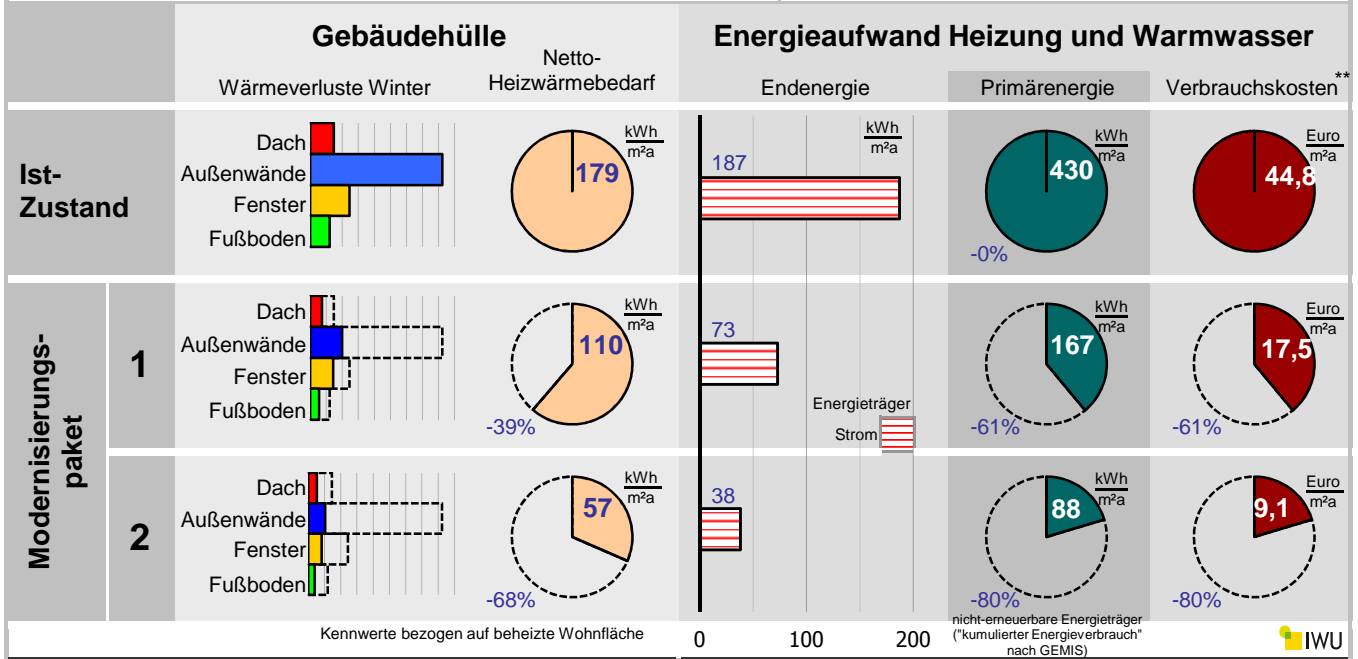 Gebäudehülle
Energieaufwand Heizung und Warmwasser
Wärmeverluste Winter
Netto-
Heizwärmebedarf
Endenergie
Primärenergie
Verbrauchskosten**
Ist-
Zustand
Dach
Außenwände
Fenster
Fußboden
179
kWh
m²a
187
kWh
m²a
430
kWh
m²a
-0%
44,8
Euro
m²a
Modernisierungs-
paket
1
Dach
Außenwände
Fenster
Fußboden
110
kWh
m²a
-39%
73
Energieträger
Strom
167
kWh
m²a
-61%
17,5
Euro
m²a
-61%
2
Dach
Außenwände
Fenster
Fußboden
57
kWh
m²a
-68%
38
88
kWh
m²a
-80%
9,1
Euro
m²a
-80%
Kennwerte bezogen auf beheizte Wohnfläche
0 100 200
nicht-erneuerbare Energieträger
("kumulierter Energieverbrauch"
nach GEMIS)
IWU